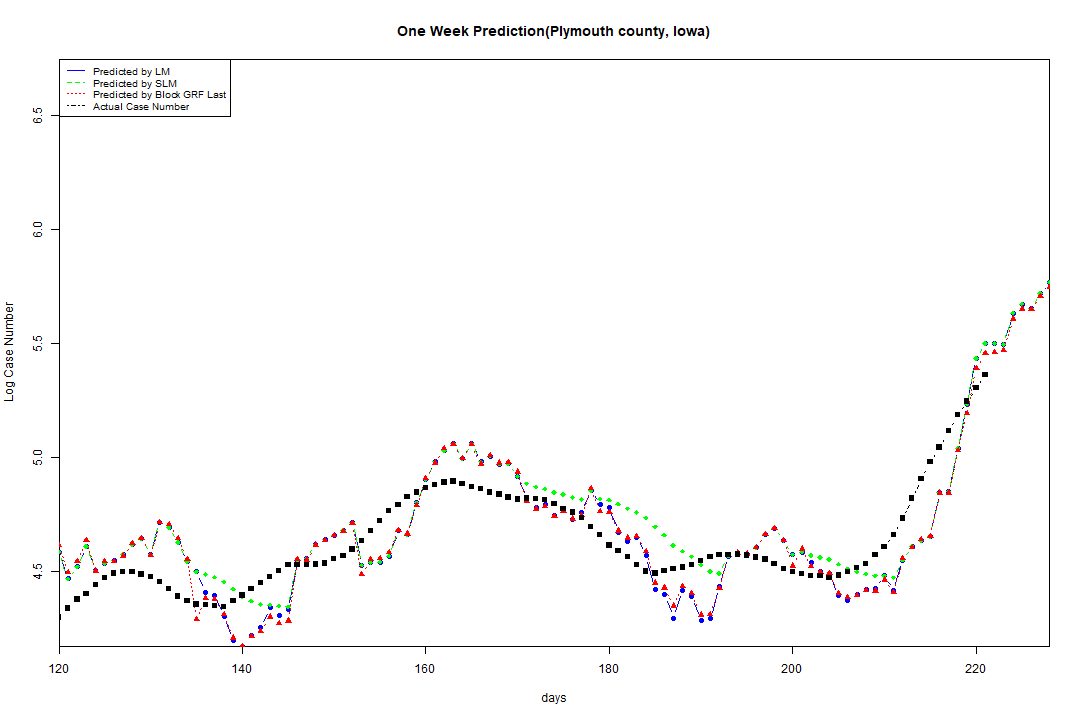 One Week Prediction(Plymouth county, Iowa)
Predicted by LM
Predicted by SLM
Predicted by Block GRF Last
Actual Case Number
6.5
6.0
5.5
5.0
4.5
Log Case Number
120 140 160 180 200 220
days